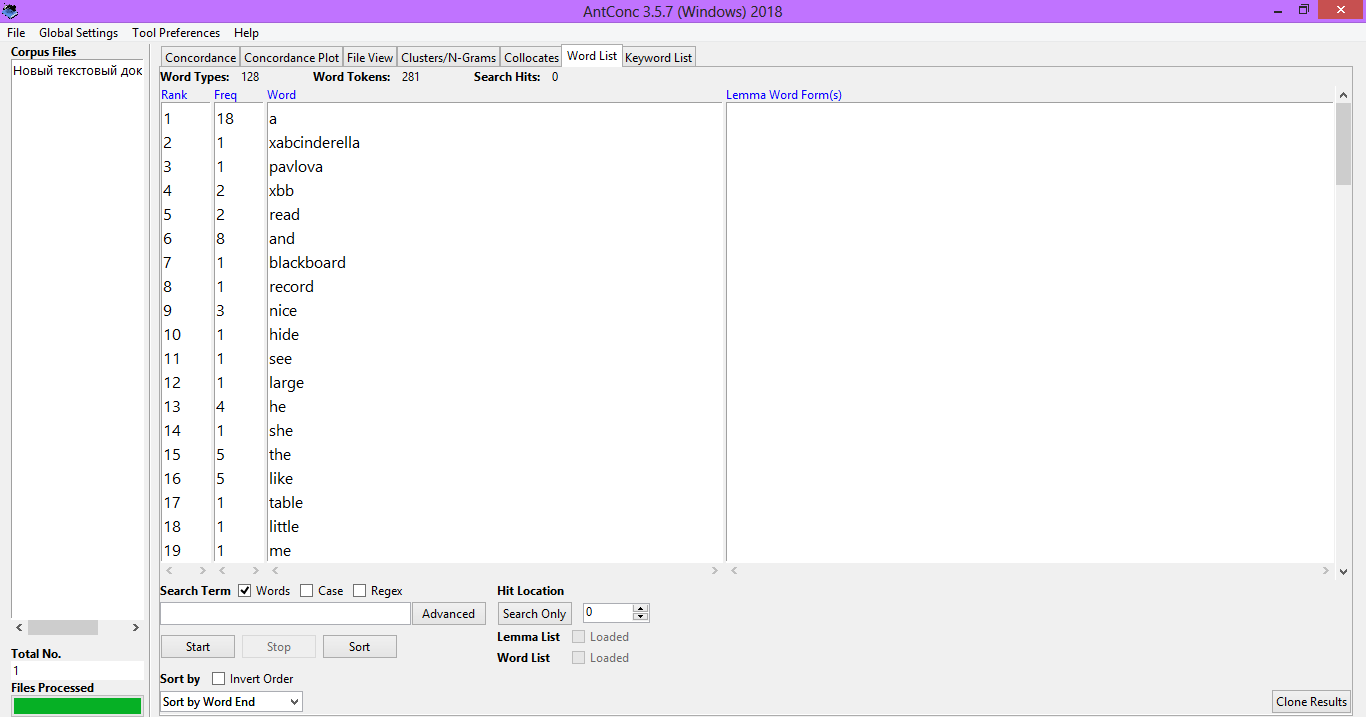 AntConc 3.5.7 (Windows) 2018
File Global Settings Tool Preferences Help
Corpus Files
Новый текстовый док
Concordance Concordance Plot File View Clusters/N-Grams Collocates Word List Keyword List
Word Types: 128 Word Tokens: 281 Search Hits: 0
Rank Freq Word Lemma Word Form(s)
1 18 a
2 1 xabcinderella
3 1 pavlova
4 2 xbb
5 2 read
6 8 and
7 1 blackboard
8 1 record
9 3 nice
10 1 hide
11 1 see
12 1 large
13 4 he
14 1 she
15 5 the
16 5 like
17 1 table
18 1 little
19 1 me
Search Term Words Case Regex Hit Location
Advanced Search Only 0
Start Stop Sort Lemma List Loaded
Word List Loaded
Total No.
1
Files Processed
Sort by Invert Order
Sort by Word End
Clone Results